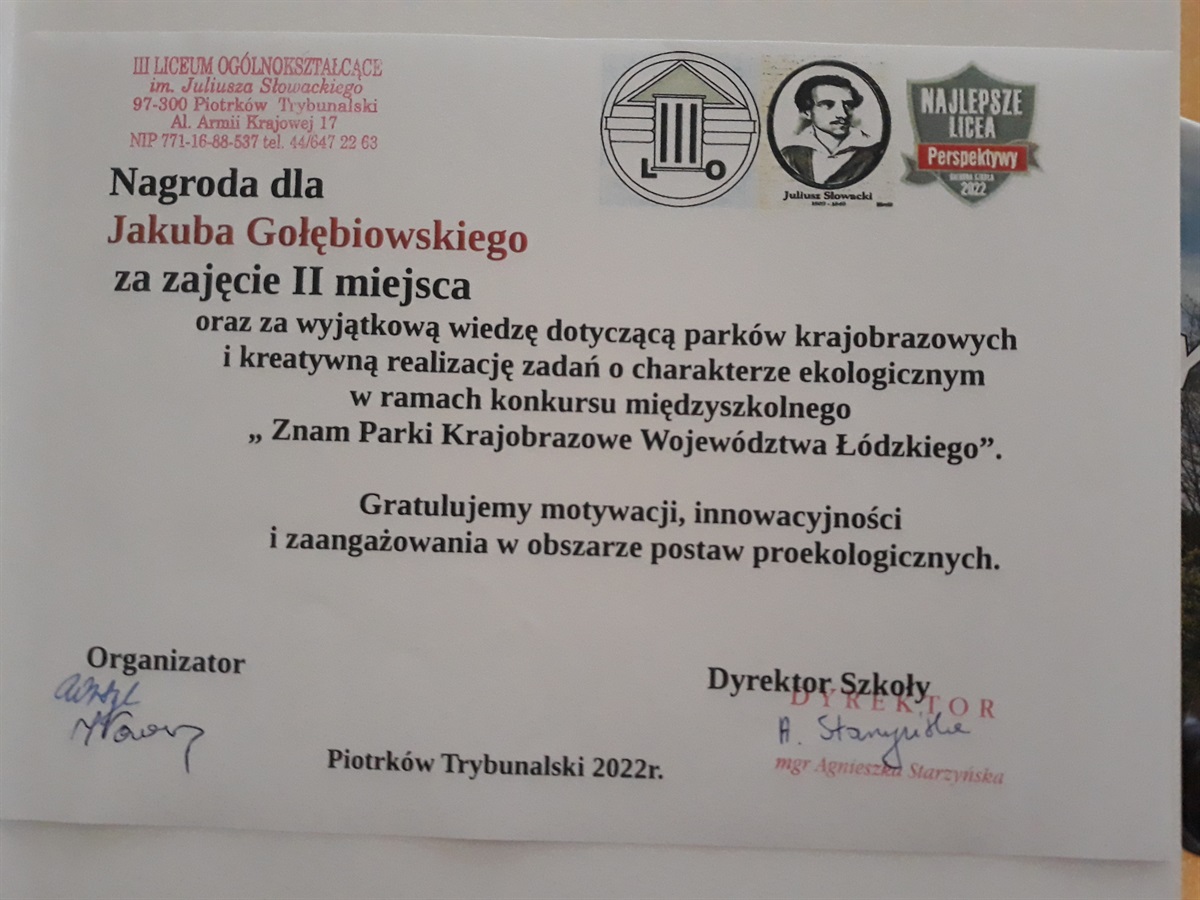 III LICEUM OGÓLNOKSZTAŁCĄCE
im. Juliusza Słowackiego
97-300 Piotrków Trybunalski
Al. Armii Krajowej 17
NIP 771-16-88-537 tel. 44/647 22 63
L O
Juliusz Słowacki
NAJLEPSZE
LICEA
Perspektywy
2022
Nagroda dla
Jakuba Gołębiowskiego
za zajęcie II miejsca
oraz za wyjątkową wiedzę dotyczącą parków krajobrazowych
i kreatywną realizację zadań o charakterze ekologicznym
w ramach konkursu międzyszkolnego
„ Znam Parki Krajobrazowe Województwa Łódzkiego”.
Gratulujemy motywacji, innowacyjności
i zaangażowania w obszarze postaw proekologicznych.
Organizator
Dyrektor Szkoły
DYREKTOR
A. Starzyńska
mgr Agnieszka Starzyńska
Piotrków Trybunalski 2022r.